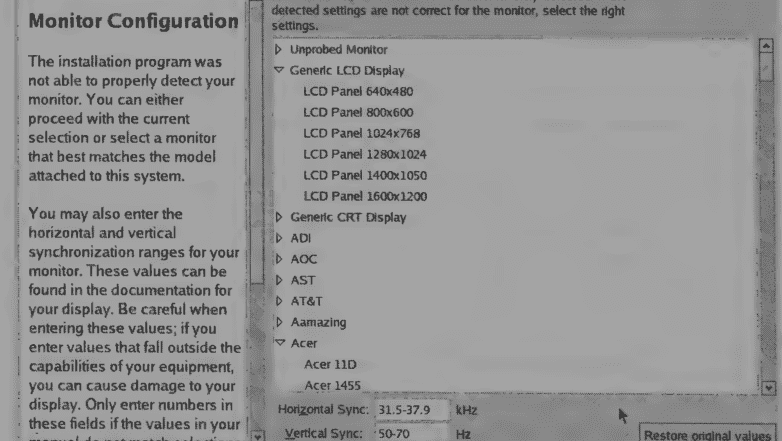 Monitor Configuration
The installation program was
not able to properly detect your
monitor. You can either
proceed with the current
selection or select a monitor
that best matches the model
attached to this system.
You may also enter the
horizontal and vertical
synchronization ranges for your
monitor. These values can be
found in the documentation for
your display. Be careful when
entering these values; if you
enter values that fall outside the
capabilities of your equipment,
you can cause damage to your
display. Only enter numbers in
these fields if the values in your
detected settings are not correct for the monitor, select the right
settings.
Unprobed Monitor
Generic LCD Display
LCD Panel 640x480
LCD Panel 800x600
LCD Panel 1024x768
LCD Panel 1280x1024
LCD Panel 1400x1050
LCD Panel 1600x1200
Generic CRT Display
ADI
AOC
AST
AT&T
Aamazing
Acer
Acer 11D
Acer 1455
Horizontal Sync: 31.5-37.9 kHz
Vertical Sync: 50-70 Hz
Restore original values